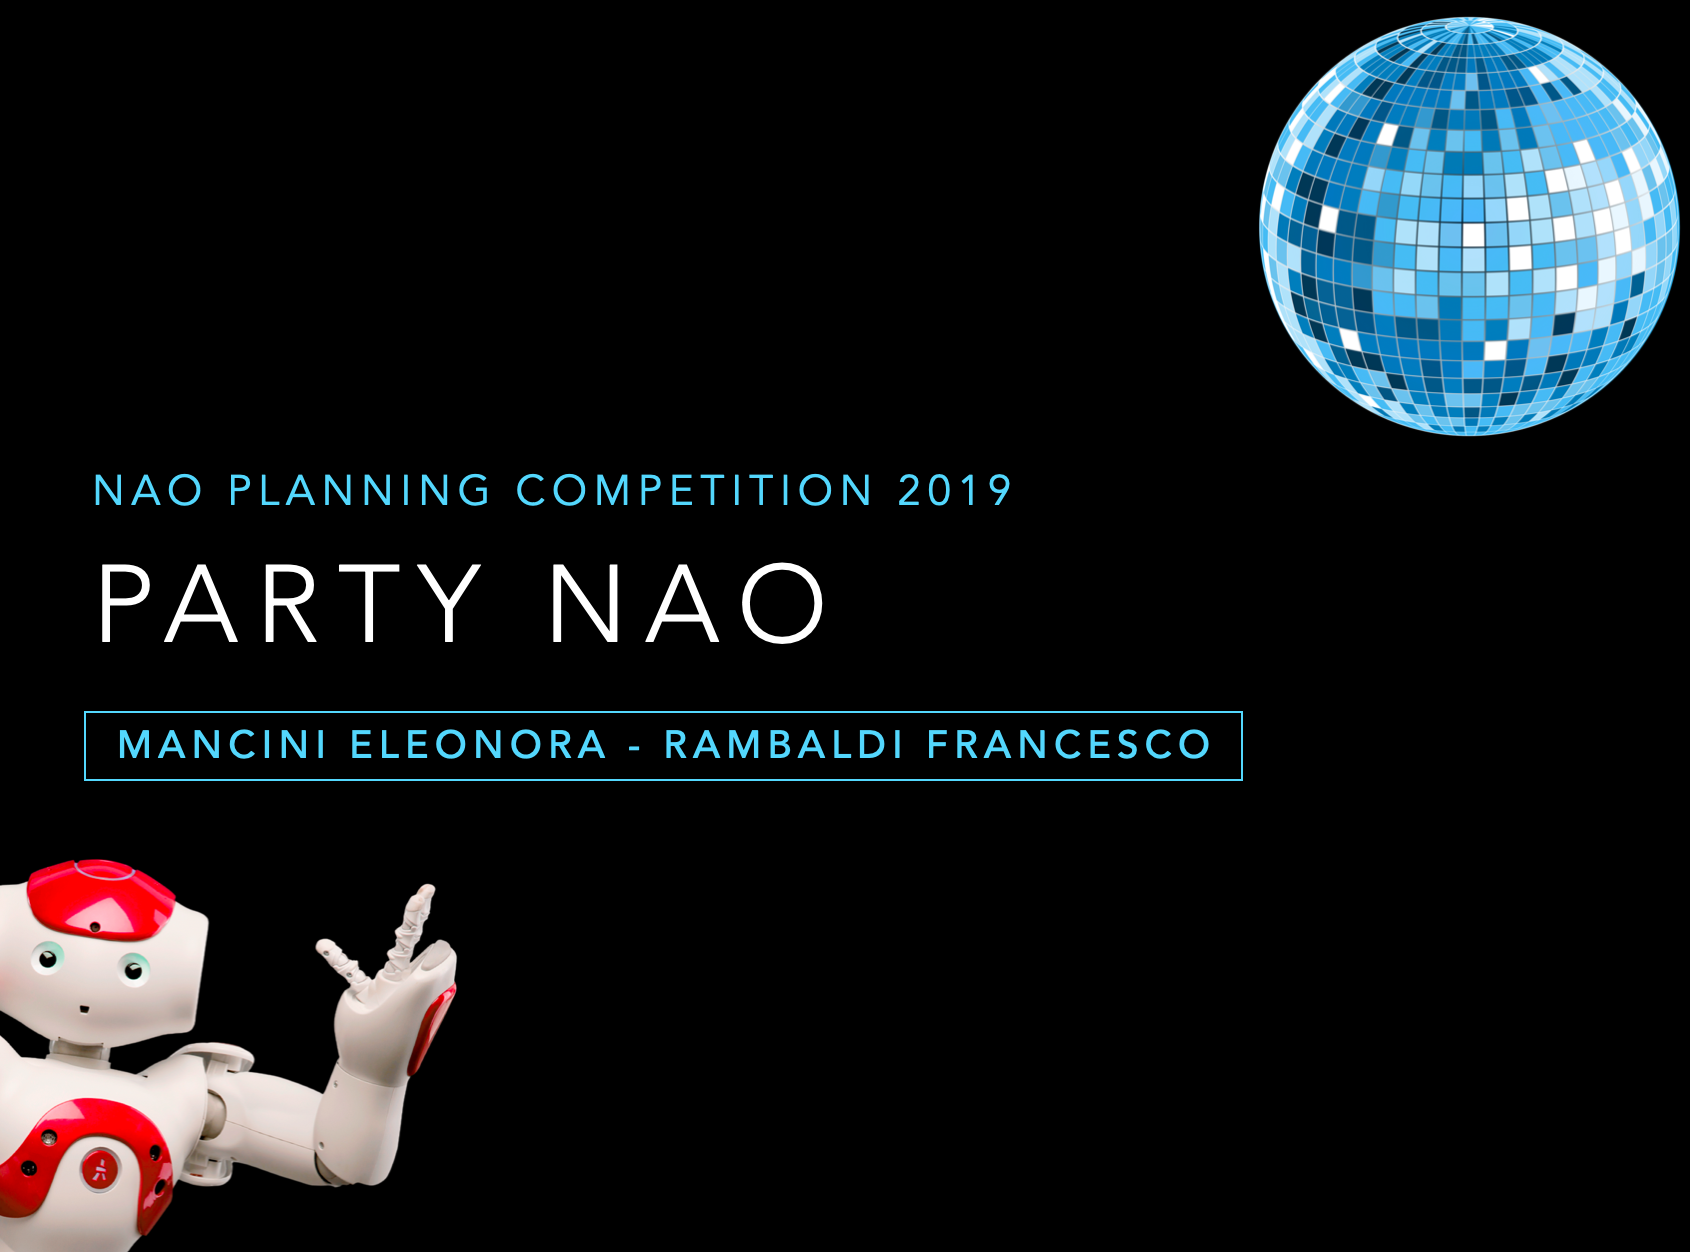 NAO PLANNING COMPETITION 2019
PARTY NAO
MANCINI ELEONORA - RAMBALDI FRANCESCO